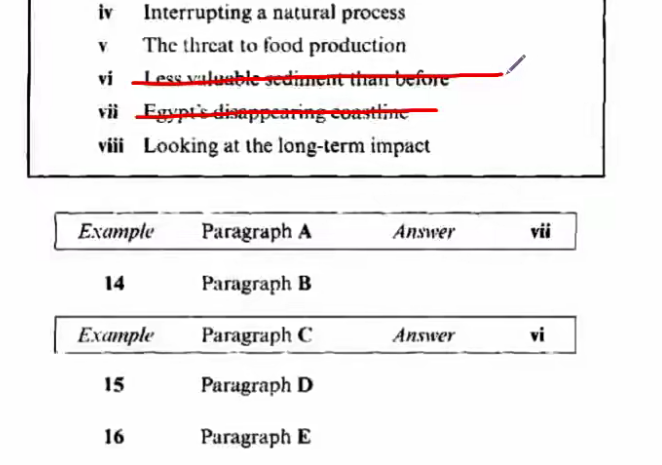 iv Interrupting a natural process
v The threat to food production
vi Less valuable sediment than before
vii Egypt's disappearing coastline
viii Looking at the long-term impact
Example Paragraph A Answer vii
14 Paragraph B
Example Paragraph C Answer vi
15 Paragraph D
16 Paragraph E